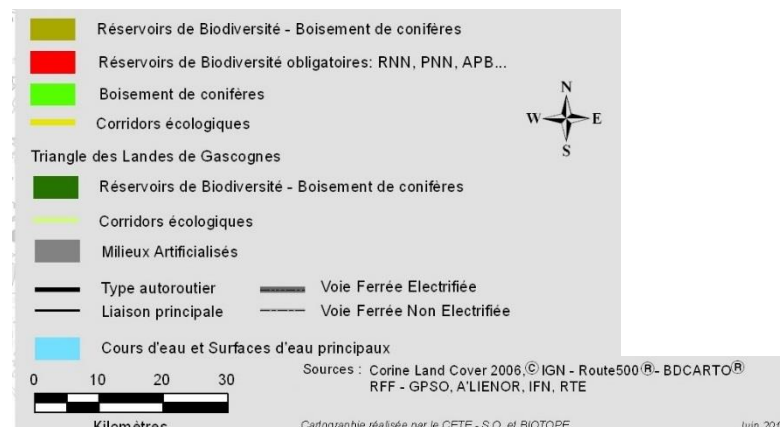 Réservoirs de Biodiversité - Boisement de conifères
Réservoirs de Biodiversité obligatoires: RNN, PNN, APB...
Boisement de conifères
Corridors écologiques
N
W E
S
Triangle des Landes de Gascognes
Réservoirs de Biodiversité - Boisement de conifères
Corridors écologiques
Milieux Artificialisés
Type autoroutier Voie Ferrée Electrifiée
Liaison principale Voie Ferrée Non Electrifiée
Cours d'eau et Surfaces d'eau principaux
Sources : Corine Land Cover 2006,© IGN - Route500®- BDCARTO®
RFF - GPSO, A'LIENOR, IFN, RTE
0 10 20 30
Kilomètres
Cartographie réalisée par le CETE - S.O. et BIOTOPE
Juin 201